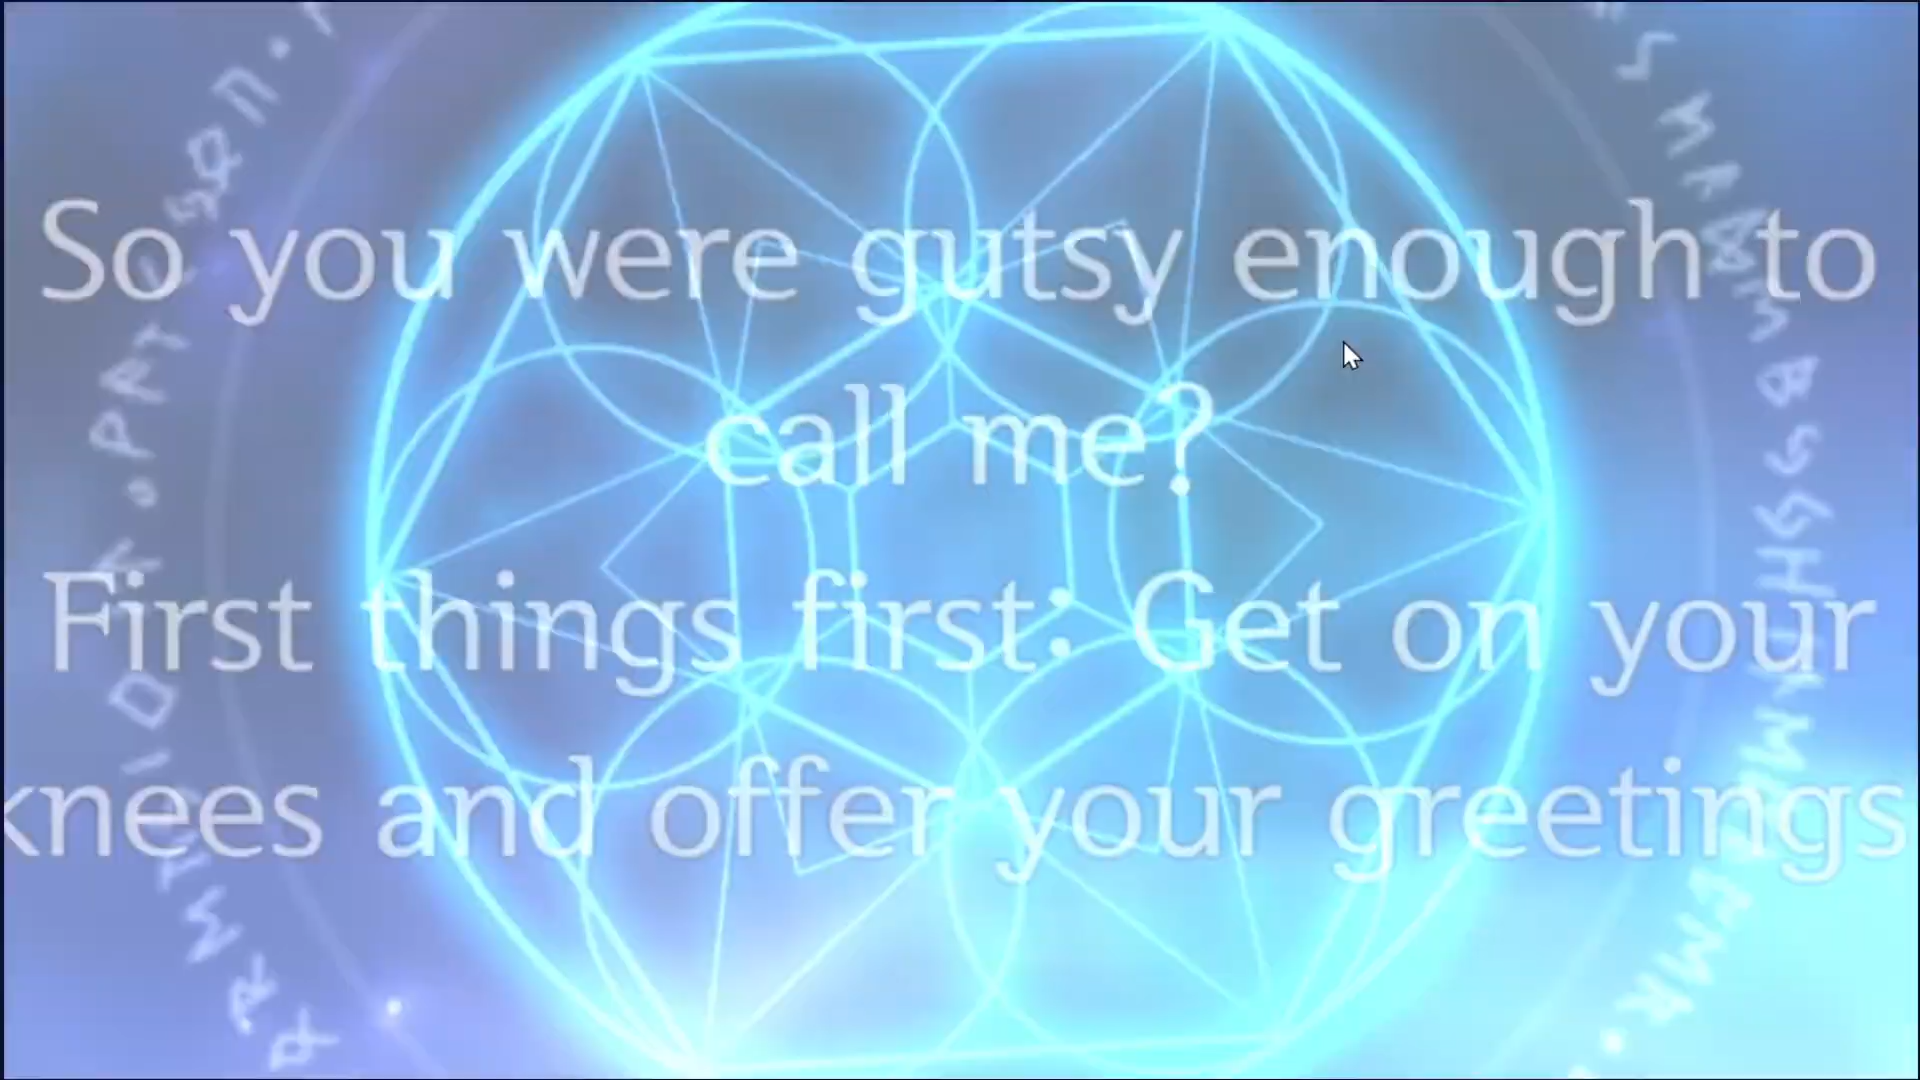 So you were gutsy enough to
call me?
First things first: Get on your
knees and offer your greetings